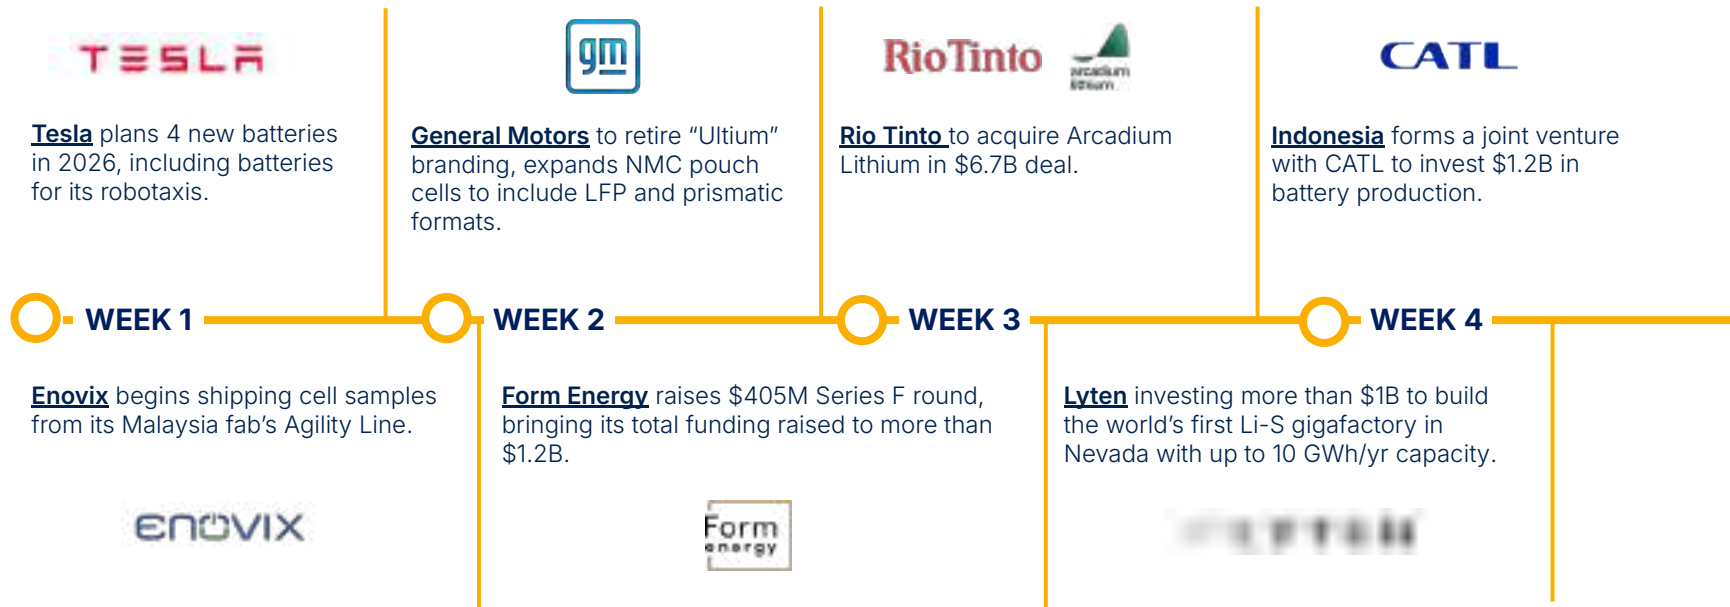 TESLA
Tesla plans 4 new batteries
in 2026, including batteries
for its robotaxis.
gm
General Motors to retire “Ultium”
branding, expands NMC pouch
cells to include LFP and prismatic
formats.
RioTinto
arcadium
lithium
Rio Tinto to acquire Arcadium
Lithium in $6.7B deal.
CATL
Indonesia forms a joint venture
with CATL to invest $1.2B in
battery production.
WEEK 1
WEEK 2
WEEK 3
WEEK 4
Enovix begins shipping cell samples
from its Malaysia fab’s Agility Line.
ENOVIX
Form Energy raises $405M Series F round,
bringing its total funding raised to more than
$1.2B.
Form
energy
Lyten investing more than $1B to build
the world’s first Li-S gigafactory in
Nevada with up to 10 GWh/yr capacity.
LYTEN